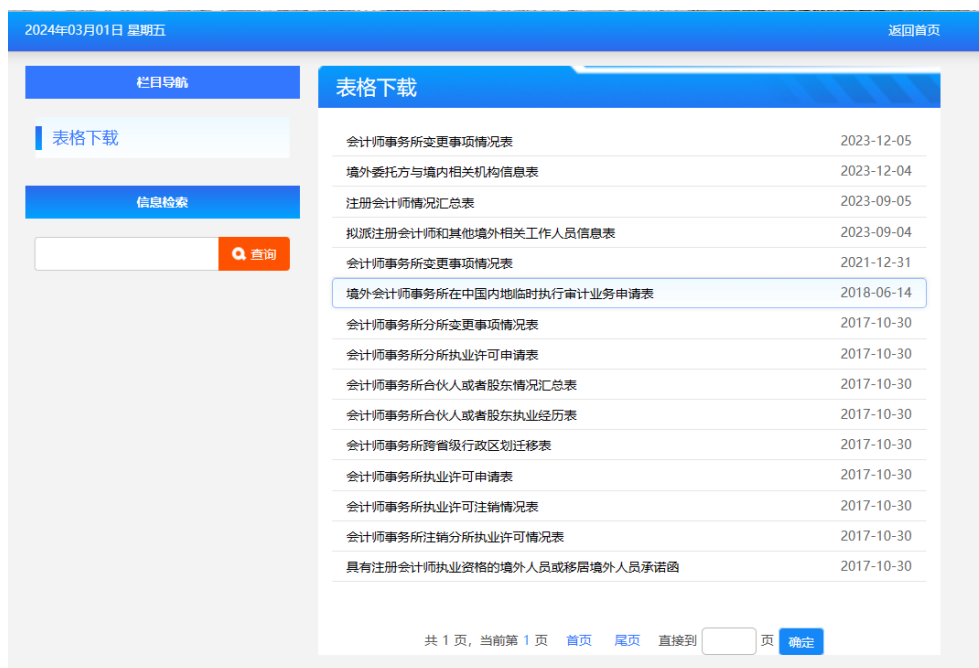 2024年03月01日 星期五 返回首页
栏目导航
表格下载
信息检索
查询
表格下载
会计师事务所变更事项情况表 2023-12-05
境外委托方与境内相关机构信息表 2023-12-04
注册会计师情况汇总表 2023-09-05
拟派注册会计师和其他境外相关工作人员信息表 2023-09-04
会计师事务所变更事项情况表 2021-12-31
境外会计师事务所在中国内地临时执行审计业务申请表 2018-06-14
会计师事务所分所变更事项情况表 2017-10-30
会计师事务所分所执业许可申请表 2017-10-30
会计师事务所合伙人或者股东情况汇总表 2017-10-30
会计师事务所合伙人或者股东执业经历表 2017-10-30
会计师事务所跨省级行政区划迁移表 2017-10-30
会计师事务所执业许可申请表 2017-10-30
会计师事务所执业许可注销情况表 2017-10-30
会计师事务所注销分所执业许可情况表 2017-10-30
具有注册会计师执业资格的境外人员或移居境外人员承诺函 2017-10-30
共 1 页, 当前第 1 页 首页 尾页 直接到 页 确定